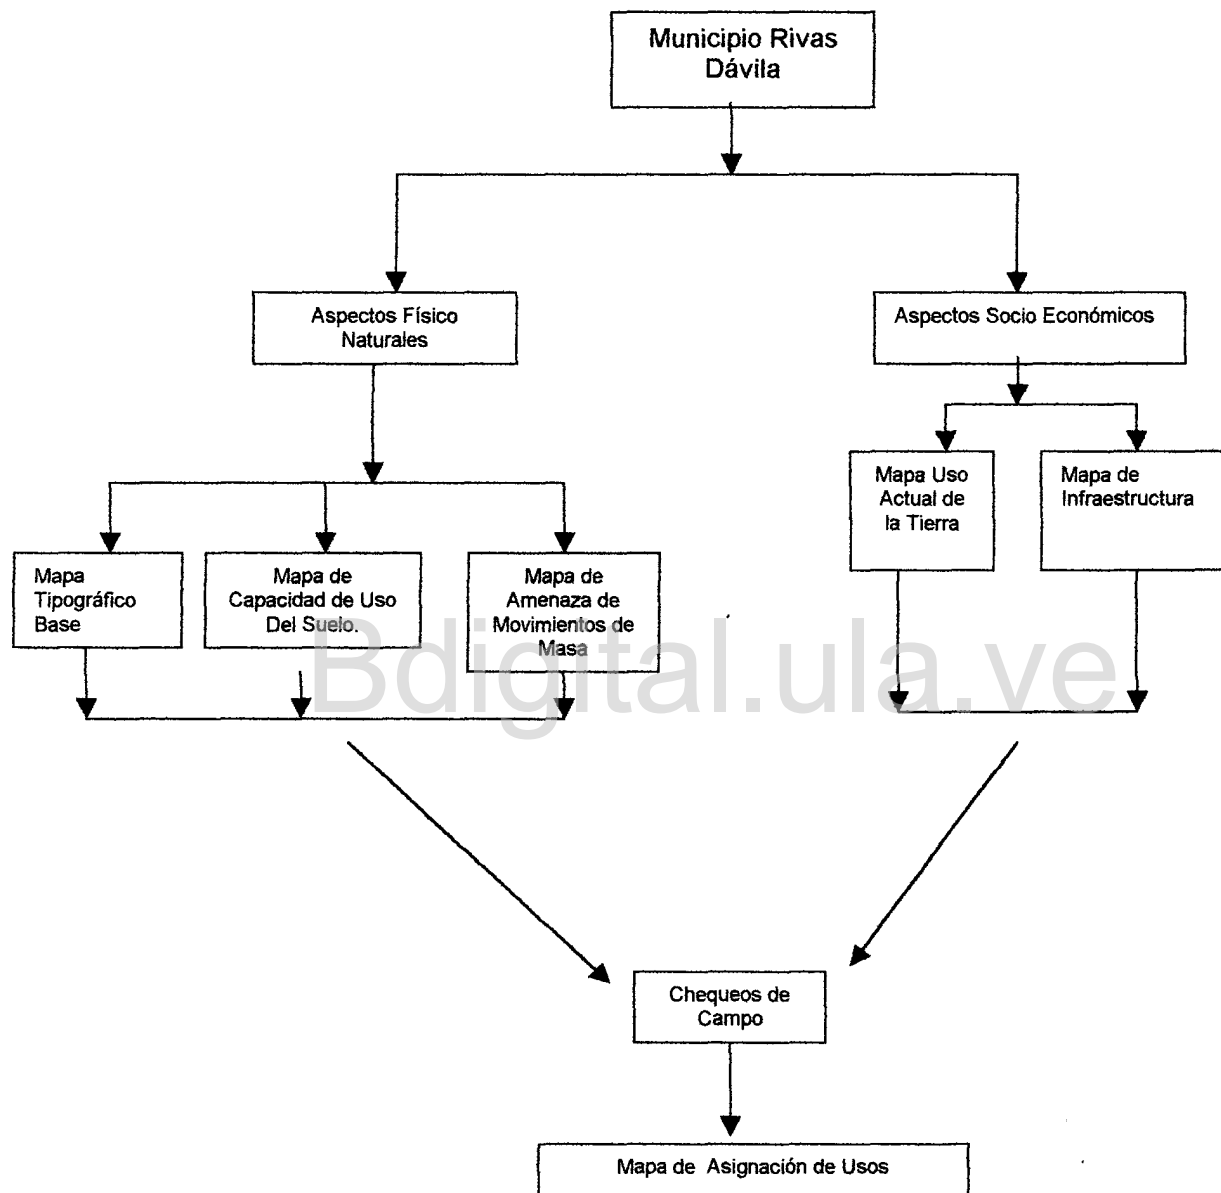 Municipio Rivas
Dávila
Aspectos Físico
Naturales
Aspectos Socio Económicos
Mapa Uso
Actual de
la Tierra
Mapa de
Infraestructura
Mapa
Tipográfico
Base
Mapa de
Capacidad de Uso
Del Suelo.
Mapa de
Amenaza de
Movimientos de
Masa
Bdigital.ula.ve
Chequeos de
Campo
Mapa de Asignación de Usos